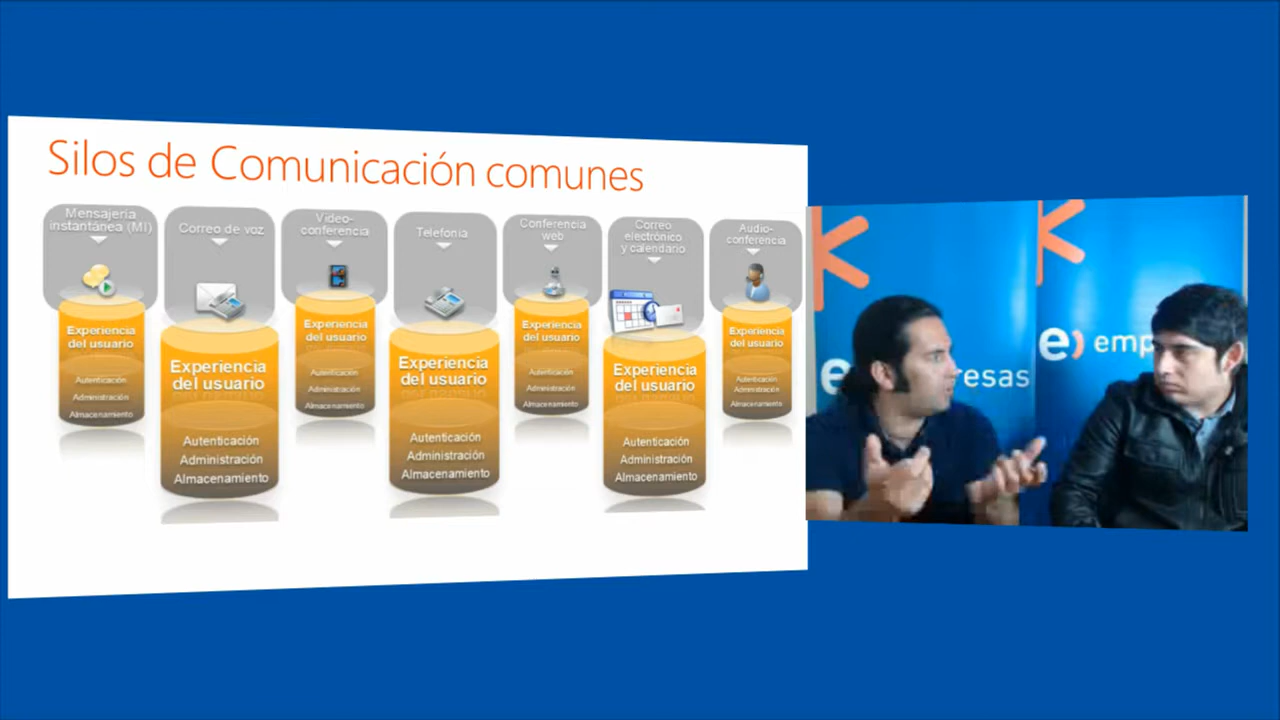 Silos de Comunicación comunes
Mensajería
instantánea (MI)
Experiencia
del usuario
Autenticación
Administración
Almacenamiento
Correo de voz
Experiencia
del usuario
Autenticación
Administración
Almacenamiento
Video-
conferencia
Experiencia
del usuario
Autenticación
Administración
Almacenamiento
Telefonía
Experiencia
del usuario
Autenticación
Administración
Almacenamiento
Conferencia
web
Experiencia
del usuario
Autenticación
Administración
Almacenamiento
Correo
electrónico
y calendario
Experiencia
del usuario
Autenticación
Administración
Almacenamiento
Audio-
conferencia
Experiencia
del usuario
Autenticación
Administración
Almacenamiento
e resas
e) emp